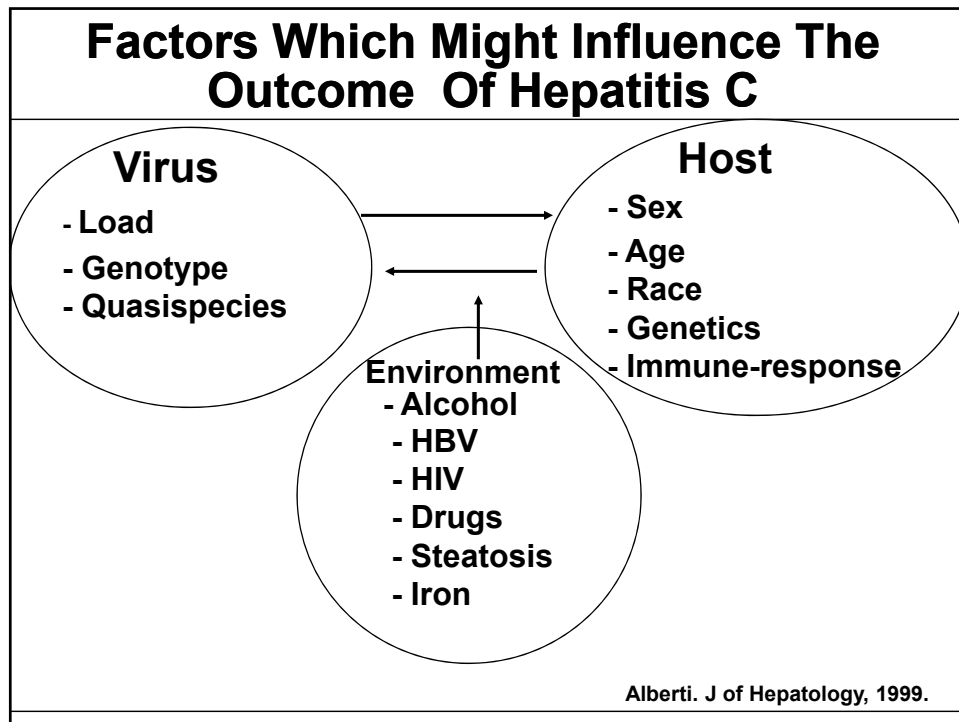 Factors Which Might Influence The
Outcome Of Hepatitis C
Virus
- Load
- Genotype
- Quasispecies
Host
- Sex
- Age
- Race
- Genetics
- Immune-response
Environment
- Alcohol
- HBV
- HIV
- Drugs
- Steatosis
- Iron
Alberti. J of Hepatology, 1999.